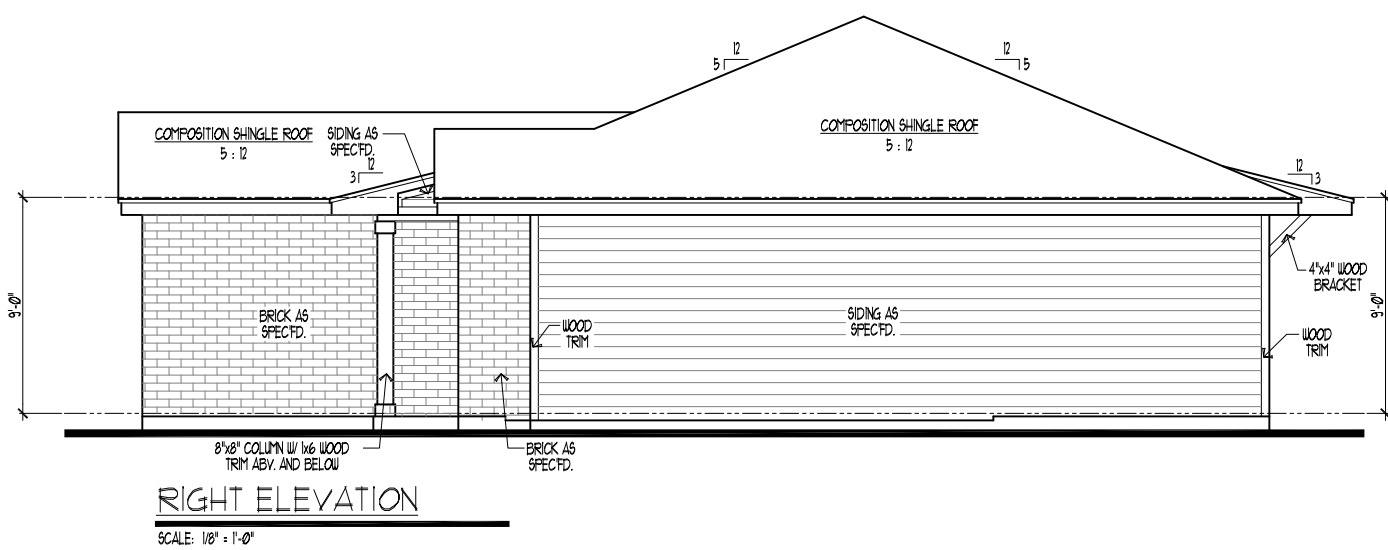 12
5
12
5
COMPOSITION SHINGLE ROOF
5 : 12
SIDING AS
SPEC'FD.
12
3
COMPOSITION SHINGLE ROOF
5 : 12
12
3
9'-0"
BRICK AS
SPEC'FD.
WOOD
TRIM
SIDING AS
SPEC'FD.
4"x4" WOOD
BRACKET
WOOD
TRIM
9'-0"
8"x8" COLUMN W/ 1x6 WOOD
TRIM ABV. AND BELOW
BRICK AS
SPEC'FD.
RIGHT ELEVATION
SCALE: 1/8" = 1'-0"